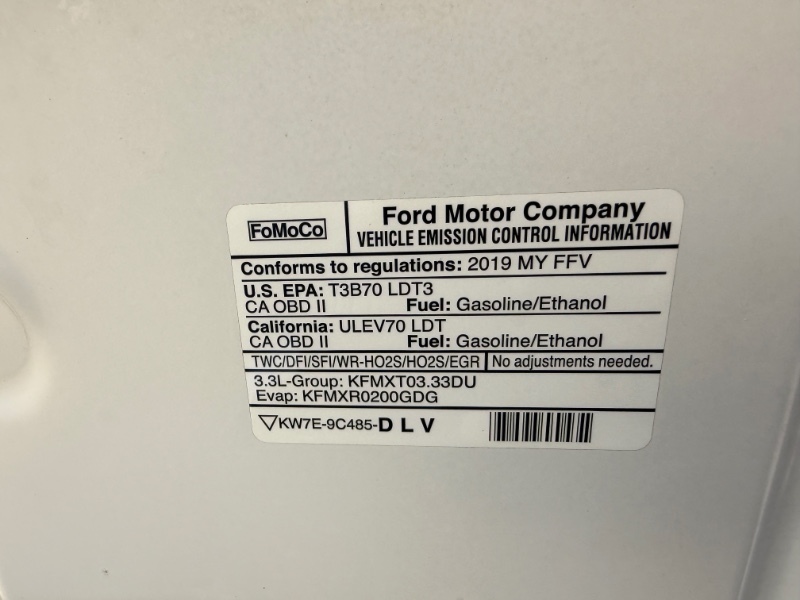 FoMoCo
Ford Motor Company
VEHICLE EMISSION CONTROL INFORMATION
Conforms to regulations: 2019 MY FFV
U.S. EPA: T3B70 LDT3
CA OBD II Fuel: Gasoline/Ethanol
California: ULEV70 LDT
CA OBD II Fuel: Gasoline/Ethanol
TWC/DFI/SFI/WR-HO2S/HO2S/EGR No adjustments needed.
3.3L-Group: KFMXT03.33DU
Evap: KFMXR0200GDG
KW7E-9C485-D L V